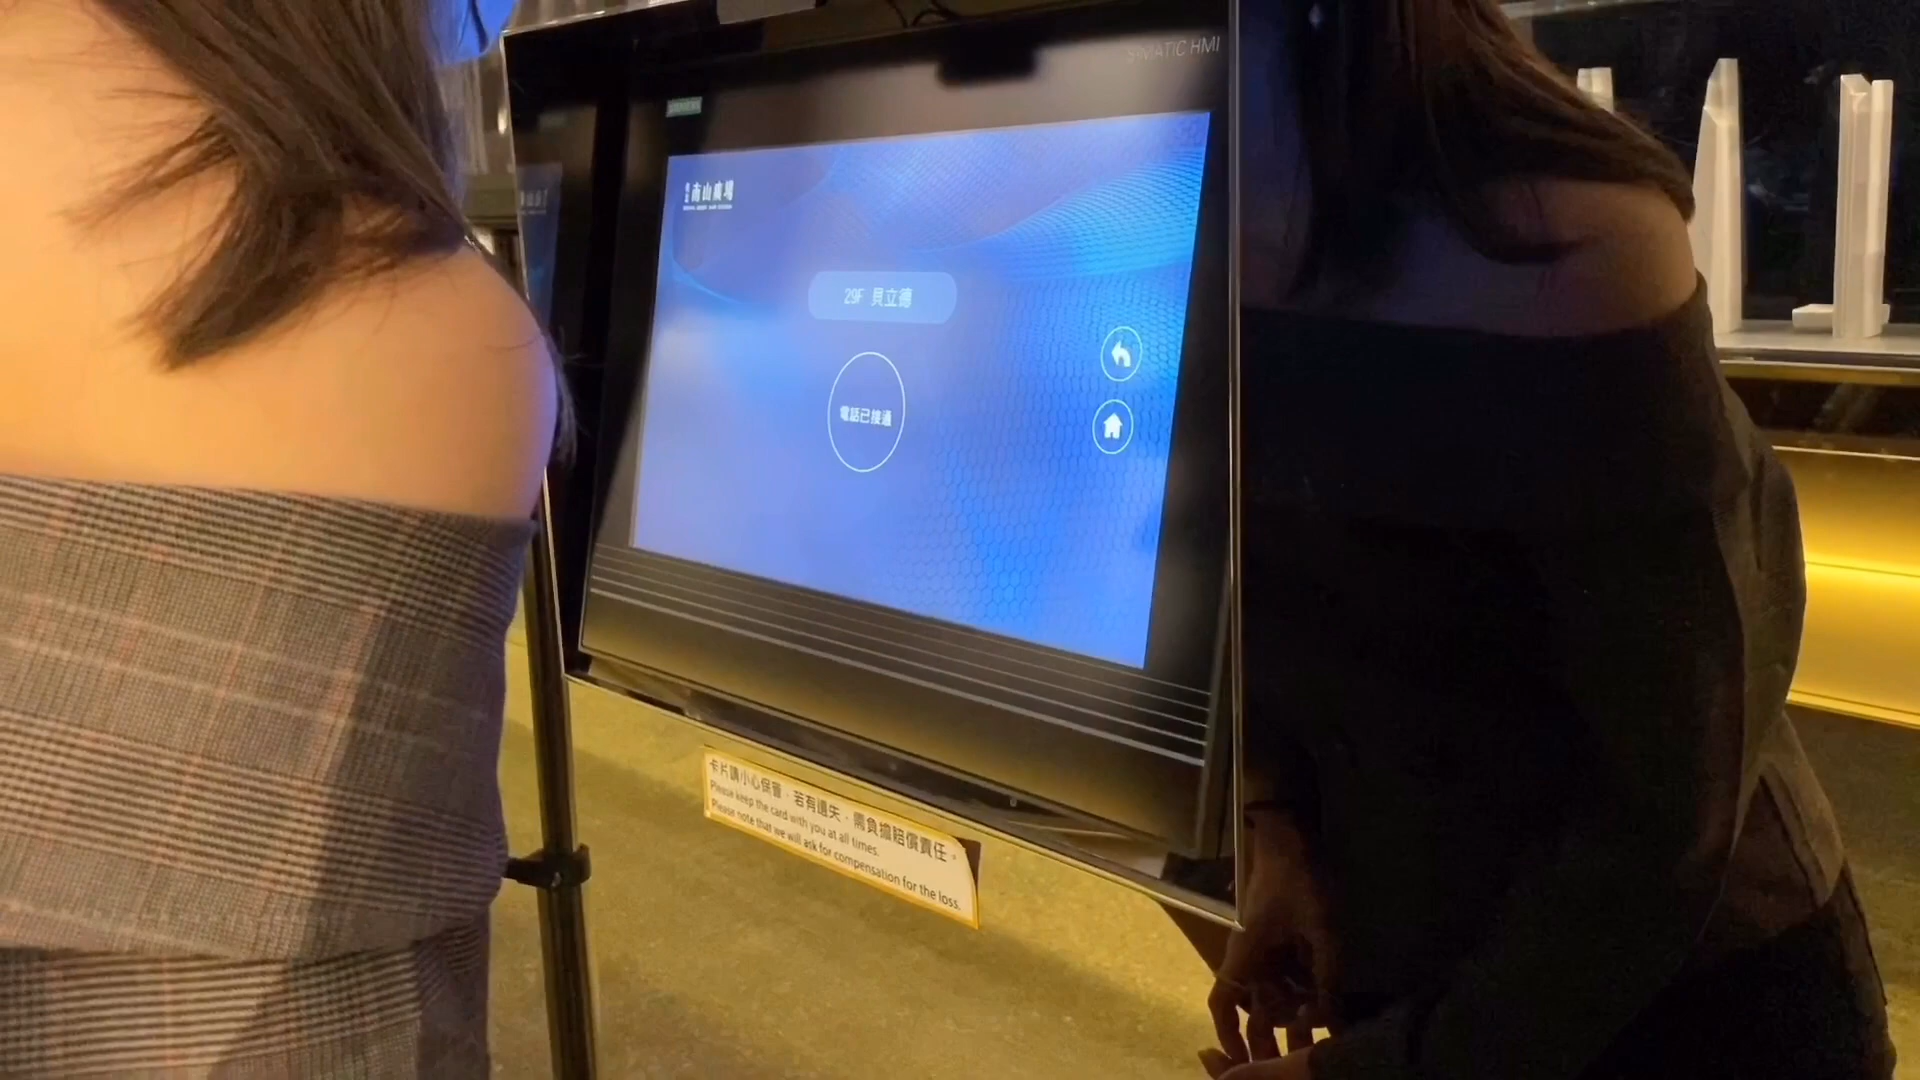 SIMATIC HMI
SIEMENS
南山廣場
29F 貝立德
電話已接通
卡片請小心保管，若有遺失，需負擔賠償責任。
Please keep the card with you at all times.
Please note that we will ask for compensation for the loss.